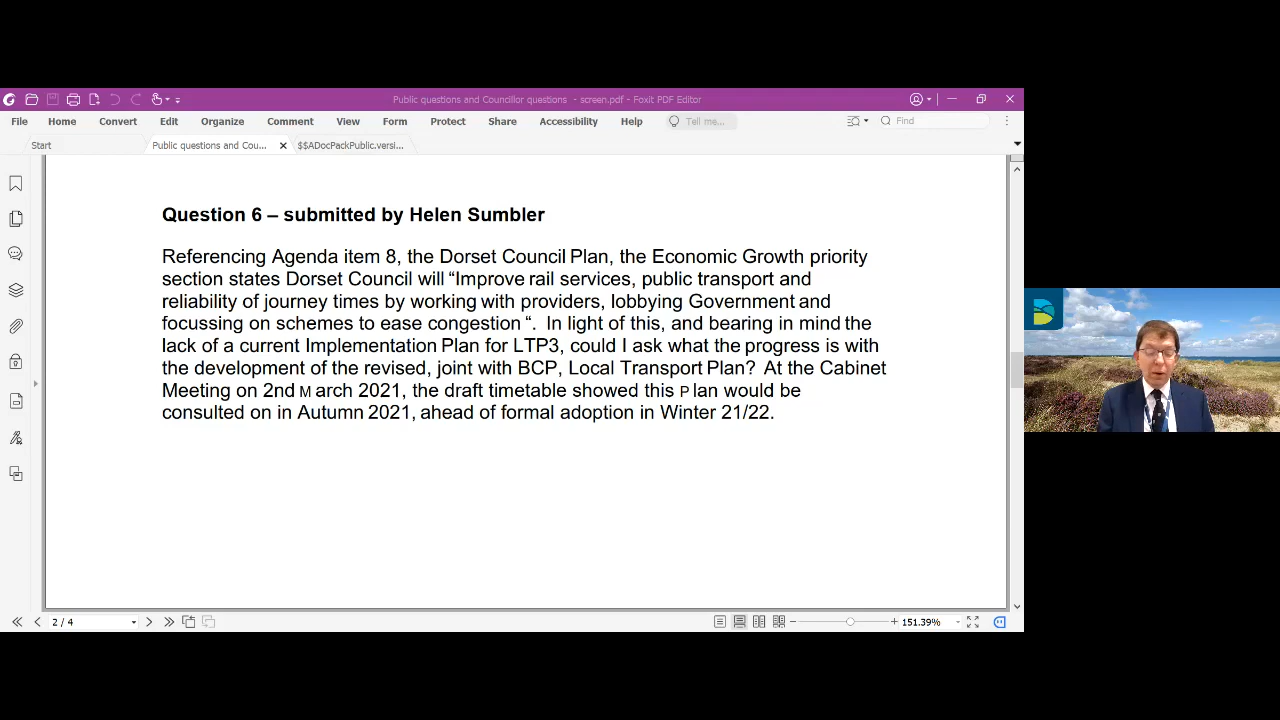 Public questions and Councillor questions - screen.pdf - Foxit PDF Editor
File Home Convert Edit Organize Comment View Form Protect Share Accessibility Help Tell me... Find
Start Public questions and Cou... $$ADocPackPublic.versi...
Question 6 – submitted by Helen Sumbler
Referencing Agenda item 8, the Dorset Council Plan, the Economic Growth priority
section states Dorset Council will “Improve rail services, public transport and
reliability of journey times by working with providers, lobbying Government and
focussing on schemes to ease congestion “. In light of this, and bearing in mind the
lack of a current Implementation Plan for LTP3, could I ask what the progress is with
the development of the revised, joint with BCP, Local Transport Plan? At the Cabinet
Meeting on 2nd M arch 2021, the draft timetable showed this P lan would be
consulted on in Autumn 2021, ahead of formal adoption in Winter 21/22.
2 / 4 151.39%